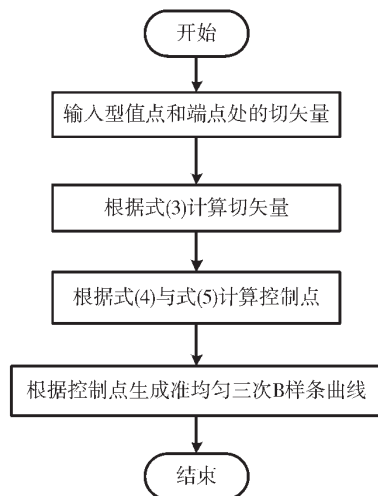 开始
输入型值点和端点处的切矢量
根据式(3)计算切矢量
根据式(4)与式(5)计算控制点
根据控制点生成准均匀三次B样条曲线
结束